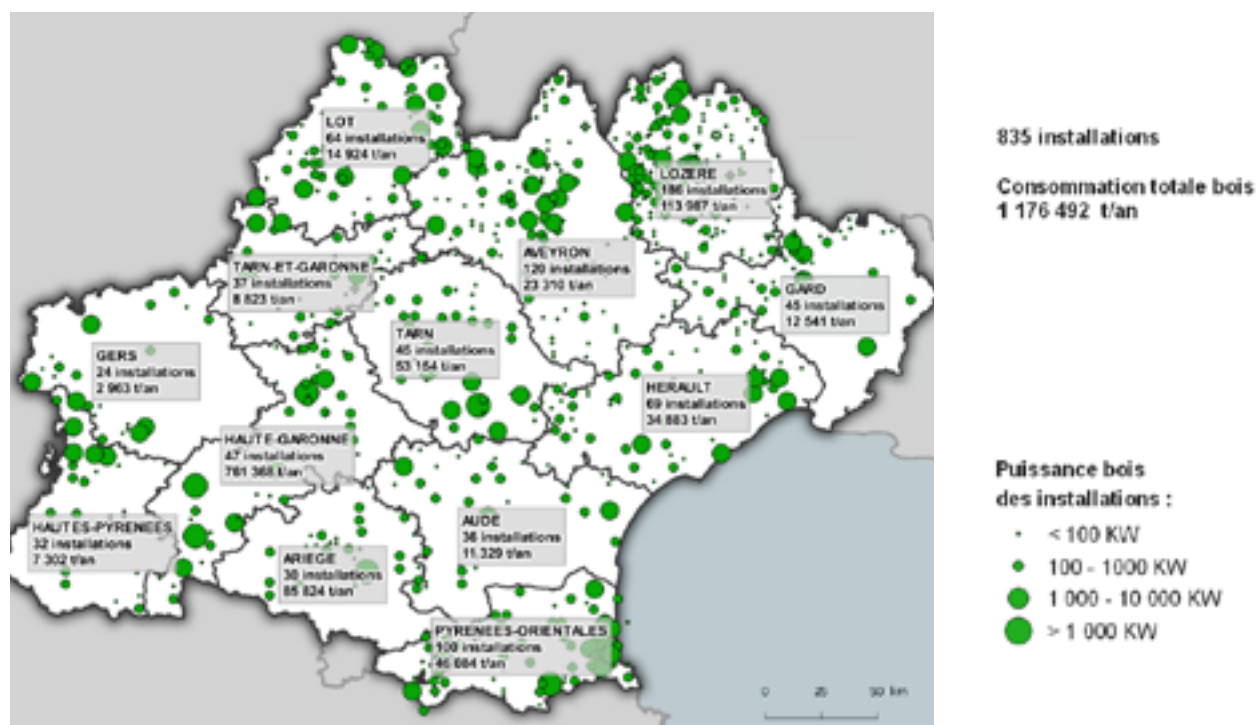 LOT
64 installations
14 924 t/an
LOZERE
186 installations
113 987 t/an
AVEYRON
120 installations
23 310 t/an
TARN-ET-GARONNE
37 installations
8 823 t/an
GARD
45 installations
12 541 t/an
TARN
45 installations
53 164 t/an
GERS
24 installations
2 963 t/an
HERAULT
69 installations
34 883 t/an
HAUTE-GARONNE
47 installations
761 368 t/an
HAUTES-PYRENEES
32 installations
7 302 t/an
AUDE
36 installations
11 329 t/an
ARIEGE
30 installations
85 824 t/an
PYRENEES-ORIENTALES
100 installations
46 084 t/an
0 25 50 km
835 installations
Consommation totale bois
1 176 492 t/an
Puissance bois
des installations :
< 100 KW
100 - 1000 KW
1 000 - 10 000 KW
> 1 000 KW